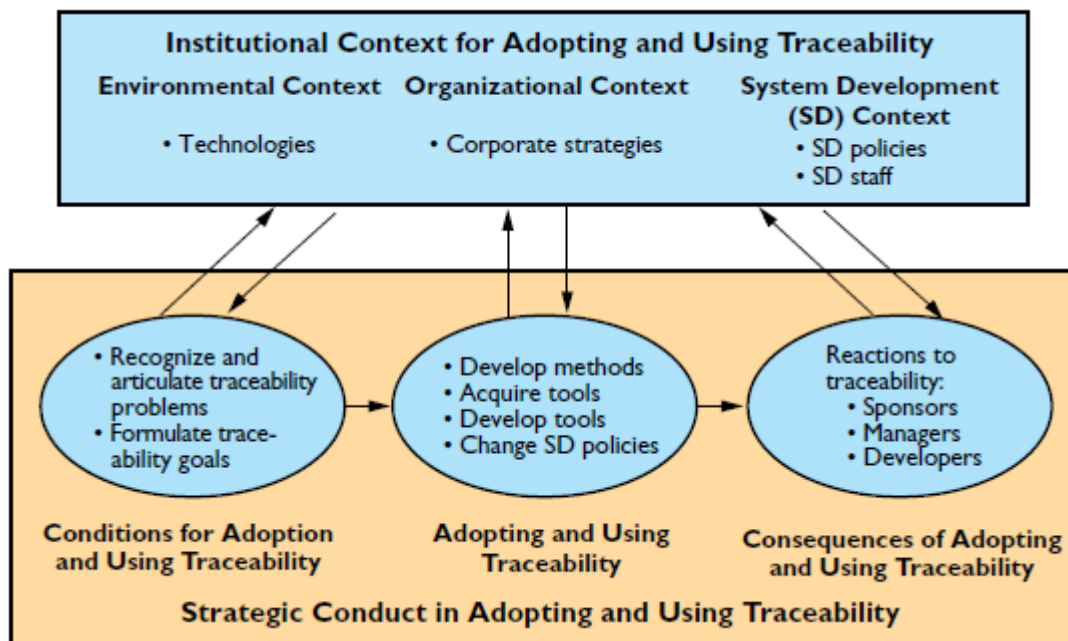 Institutional Context for Adopting and Using Traceability
Environmental Context
• Technologies
Organizational Context
• Corporate strategies
System Development
(SD) Context
• SD policies
• SD staff
• Recognize and
articulate traceability
problems
• Formulate trace-
ability goals
• Develop methods
• Acquire tools
• Develop tools
• Change SD policies
Reactions to
traceability:
• Sponsors
• Managers
• Developers
Conditions for Adoption
and Using Traceability
Adopting and Using
Traceability
Consequences of Adopting
and Using Traceability
Strategic Conduct in Adopting and Using Traceability